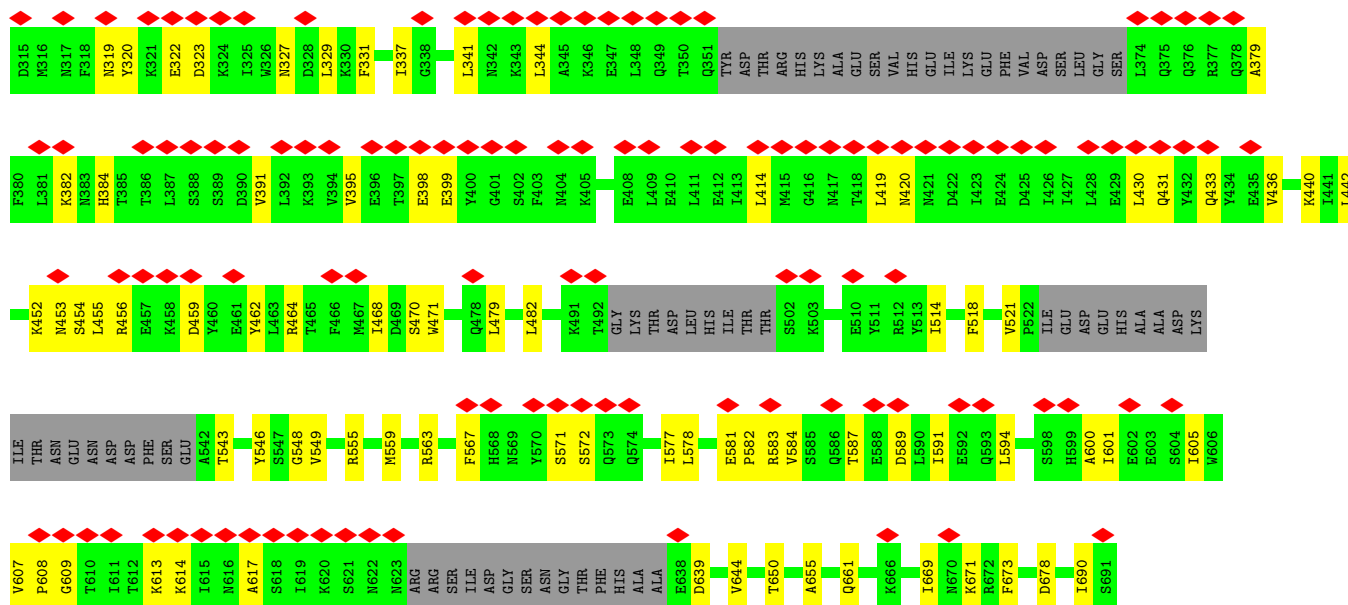 D315 M316 N317 F318 N319 Y320 K321 E322 D323 K324 I325 W326 N327 D328 L329 K330 F331 I337 G338 L341 N342 K343 L344 A345 K346 E347 L348 Q349 T350 Q351 TYR ASP THR ARG HIS LYS ALA GLU SER VAL HIS GLU ILE LYS GLU PHE VAL ASP SER LEU GLY SER L374 Q375 Q376 R377 Q378 A379
F380 L381 K382 N383 H384 T385 T386 L387 S388 S389 D390 V391 L392 K393 V394 V395 E396 T397 E398 E399 Y400 G401 S402 F403 N404 K405 E408 L409 E410 L411 E412 I413 L414 M415 G416 N417 T418 L419 N420 N421 D422 I423 E424 D425 I426 I427 L428 E429 L430 Q431 Y432 Q433 Y434 E435 V436 K440 I441 L442
K452 N453 S454 L455 R456 E457 K458 D459 Y460 E461 Y462 L463 R464 T465 F466 M467 I468 D469 S470 W471 Q478 L479 L482 K491 T492 GLY LYS THR ASP LEU HIS ILE THR THR S502 K503 E510 Y511 R512 Y513 I514 F518 V521 P522 ILE GLU ASP GLU HIS ALA ALA ASP LYS
ILE THR ASN GLU ASN ASP ASP PHE SER GLU A542 T543 Y546 S547 G548 V549 R555 M559 R563 F567 H568 N569 Y570 S571 S572 Q573 Q574 I577 L578 E581 P582 R583 V584 S585 Q586 T587 E588 D589 L590 I591 E592 Q593 L594 S598 H599 A600 I601 E602 E603 S604 I605 W606
V607 P608 G609 T610 I611 T612 K613 K614 I615 N616 A617 S618 I619 K620 S621 N622 N623 ARG ARG SER ILE ASP GLY SER ASN GLY THR PHE HIS ALA ALA E638 D639 V644 T650 A655 Q661 K666 I669 N670 K671 R672 F673 D678 I690 S691